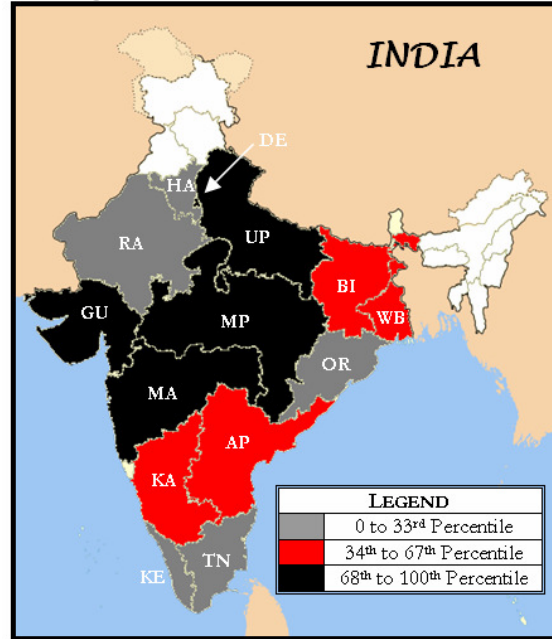 INDIA
DE
HA
RA
UP
BI
GU
MP
WB
OR
MA
AP
KA
TN
KE
LEGEND
0 to 33rd Percentile
34th to 67th Percentile
68th to 100th Percentile